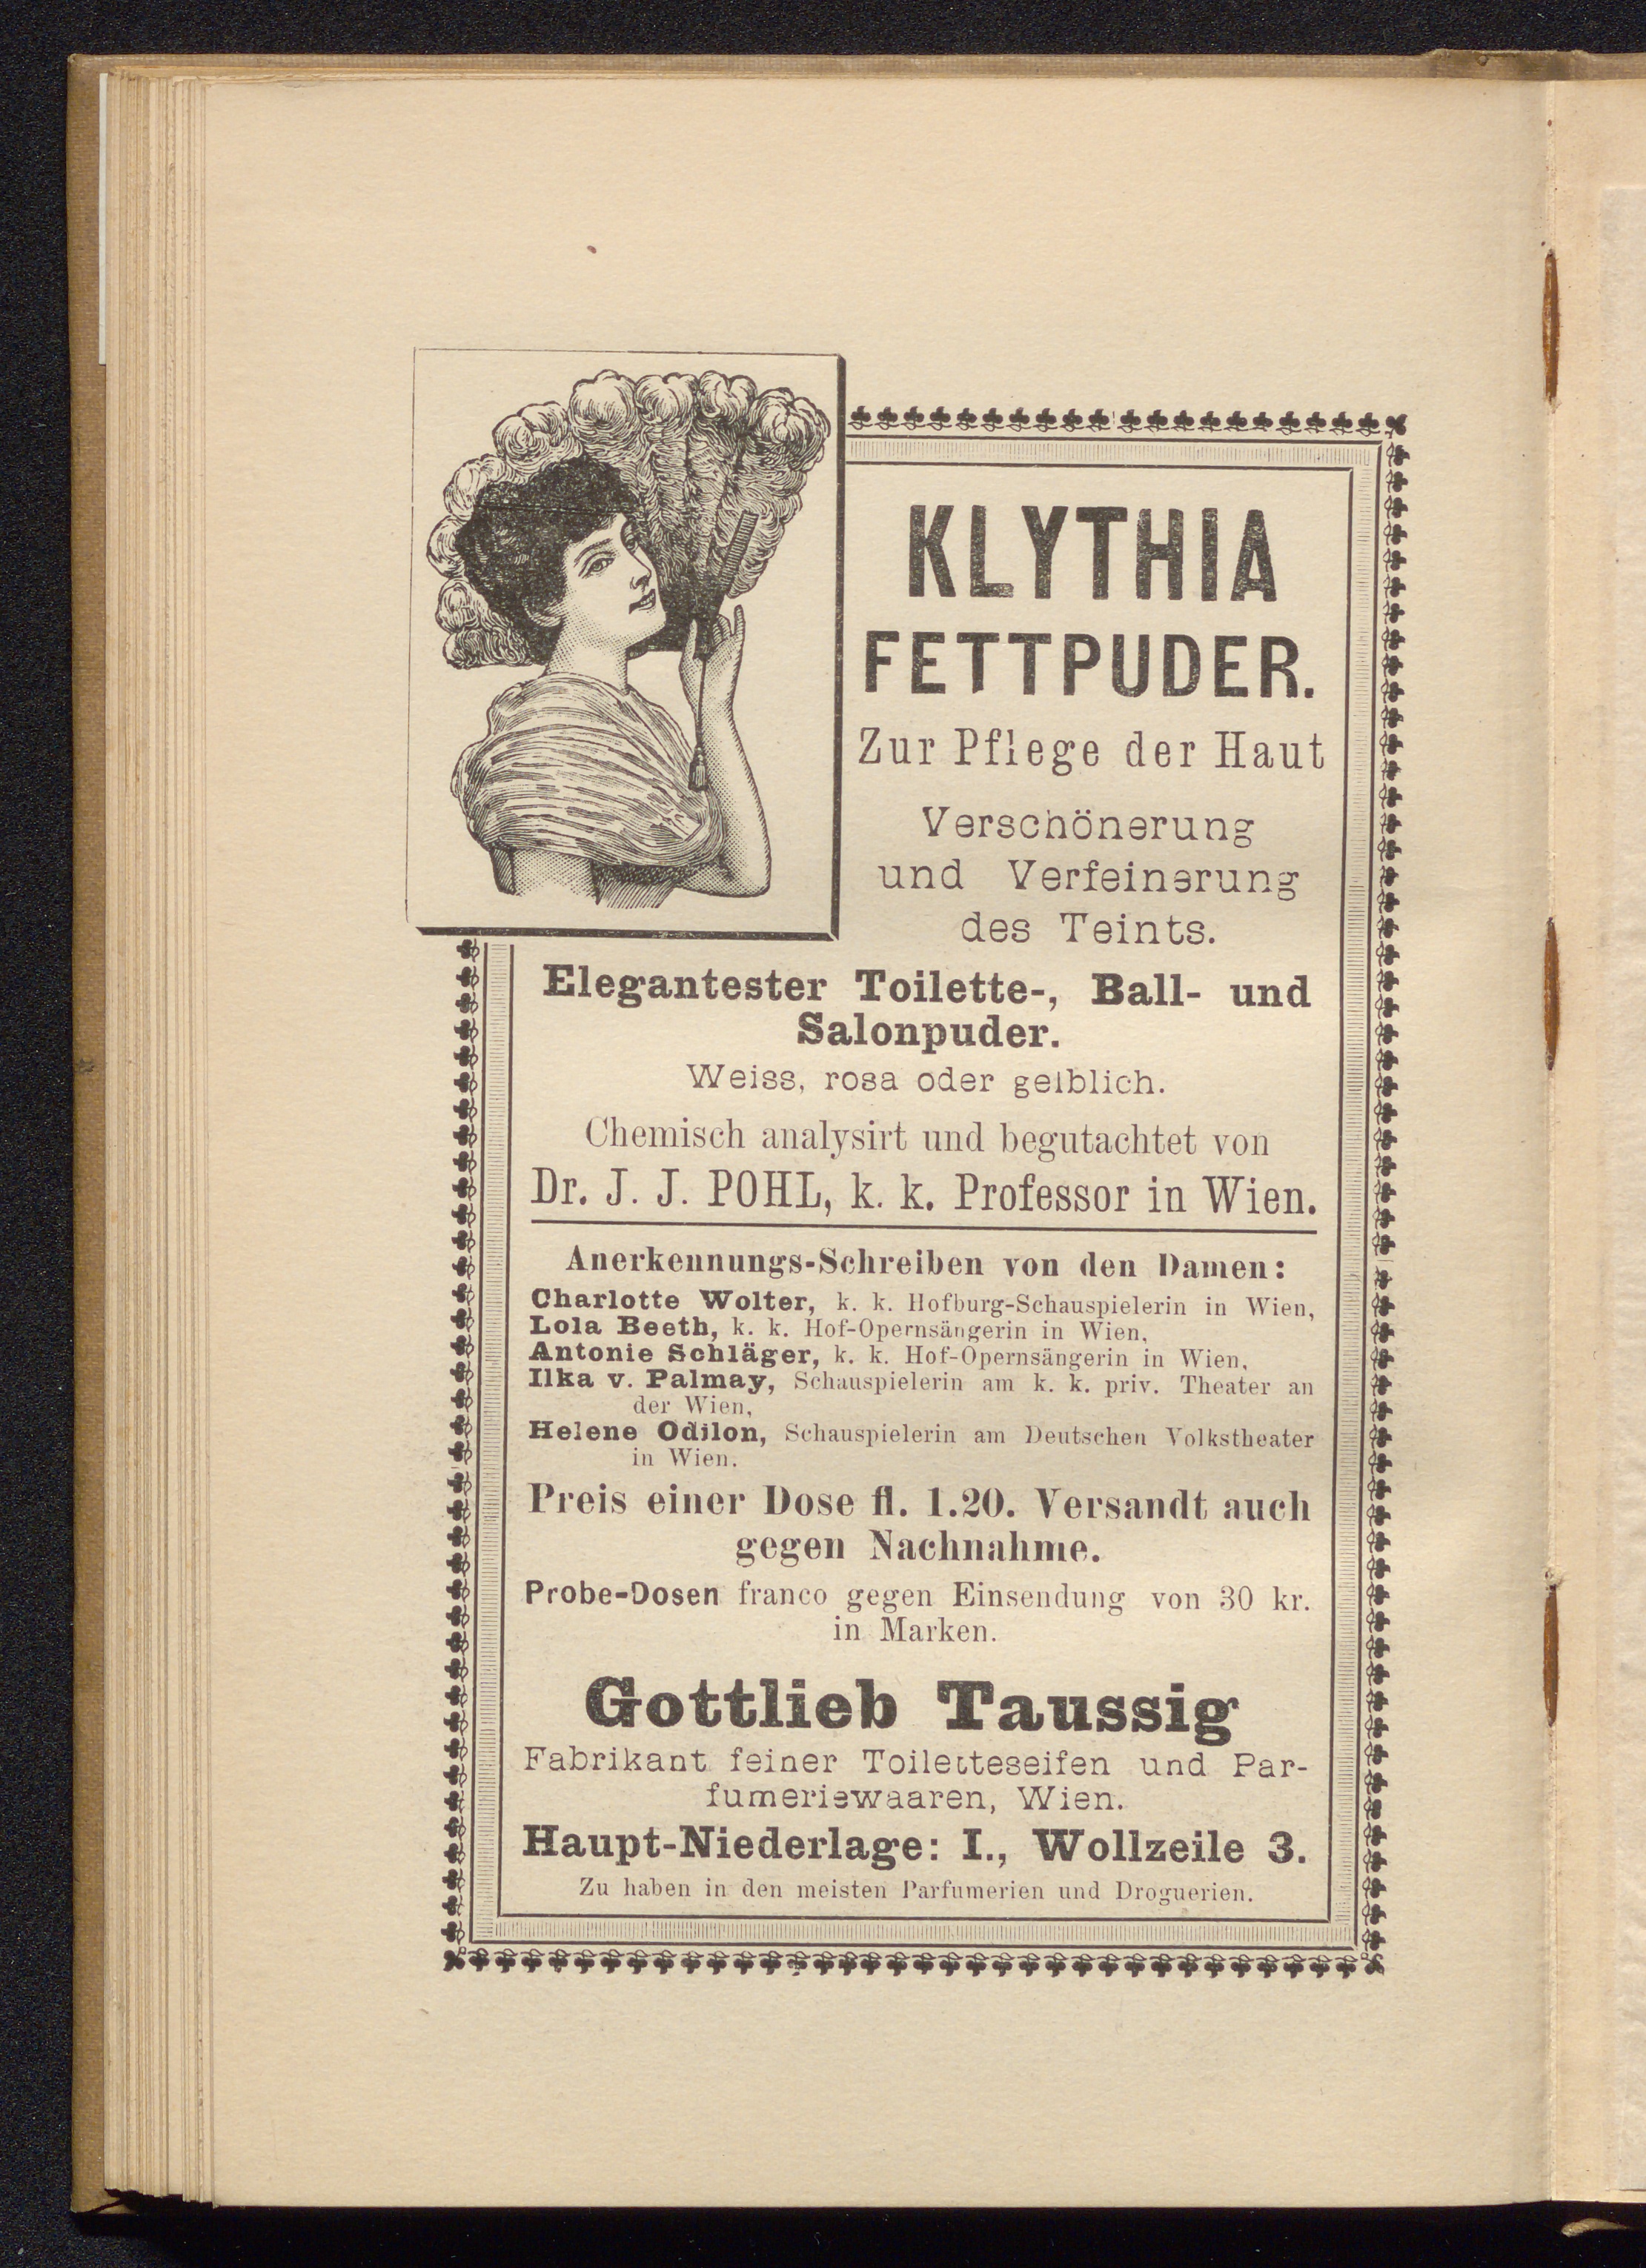 KLYTHIA
FETTPUDER.
Zur Pflege der Haut
Verschönerung
und Verfeinerung
des Teints.
Elegantester Toilette-, Ball- und
Salonpuder.
Weiss, rosa oder gelblich.
Chemisch analysirt und begutachtet von
Dr. J. J. POHL, k. k. Professor in Wien.
Anerkennungs-Schreiben von den Damen:
Charlotte Wolter, k. k. Hofburg-Schauspielerin in Wien,
Lola Beeth, k. k. Hof-Opernsängerin in Wien,
Antonie Schläger, k. k. Hof-Opernsängerin in Wien,
Ilka v. Palmay, Schauspielerin am k. k. priv. Theater an
der Wien,
Helene Odilon, Schauspielerin am Deutschen Volkstheater
in Wien.
Preis einer Dose fl. 1.20. Versandt auch
gegen Nachnahme.
Probe-Dosen franco gegen Einsendung von 30 kr.
in Marken.
Gottlieb Taussig
Fabrikant feiner Toiletteseifen und Par-
fumeriewaaren, Wien.
Haupt-Niederlage: I., Wollzeile 3.
Zu haben in den meisten Parfumerien und Droguerien.